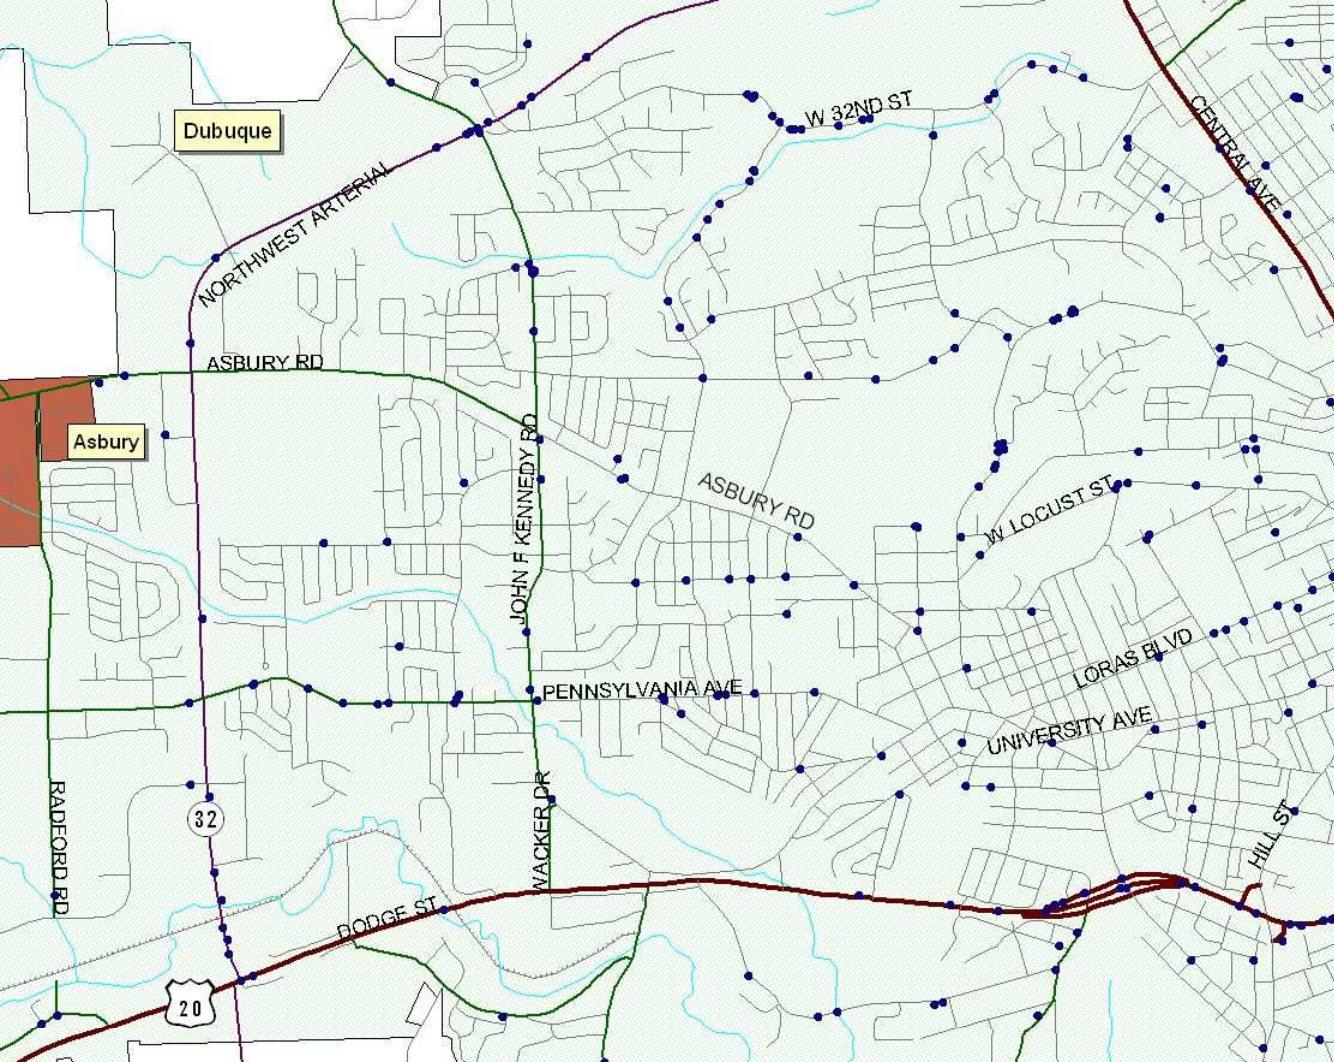 W 32ND ST
CENTRAL AVE
Dubuque
NORTHWEST ARTERIAL
ASBURY RD
Asbury
JOHN F KENNEDY RD
ASBURY RD
W LOCUST ST
LORAS BLVD
PENNSYLVANIA AVE
UNIVERSITY AVE
RADFORD RD
32
WACKER DR
HILL ST
DODGE ST
20